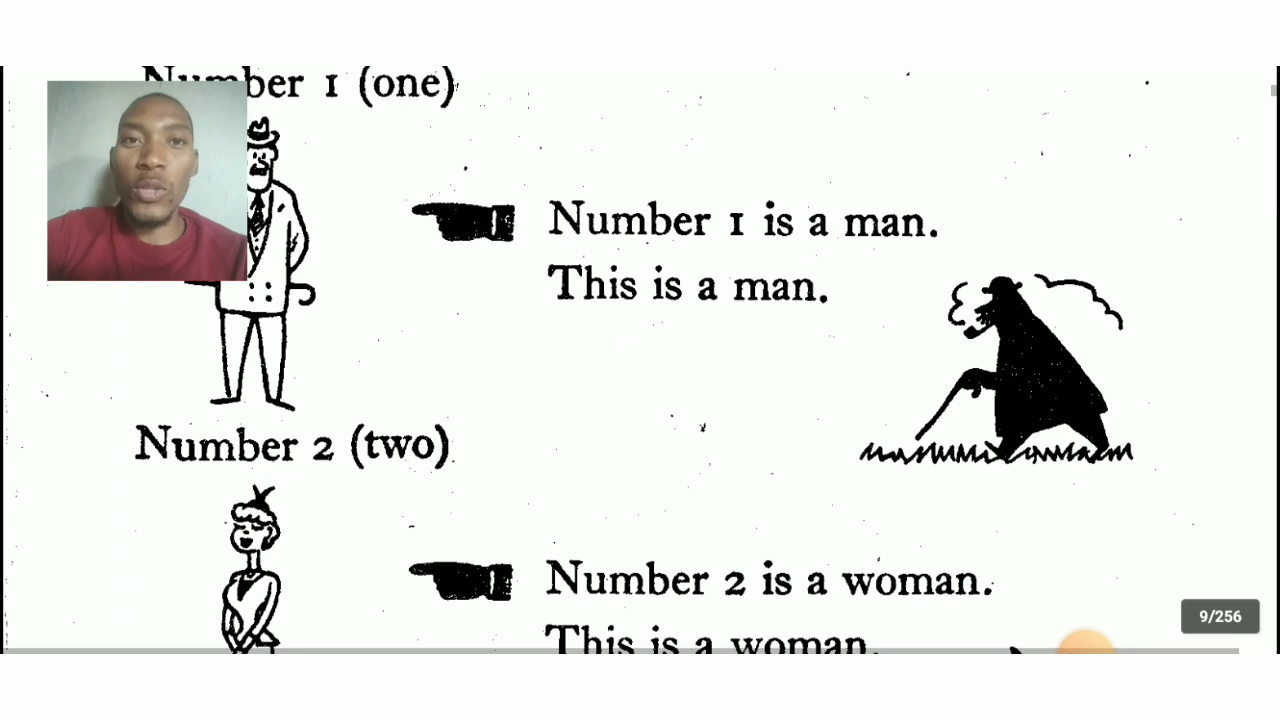 Number 1 (one)
Number 1 is a man.
This is a man.
Number 2 (two)
Number 2 is a woman.
This is a woman.
9/256